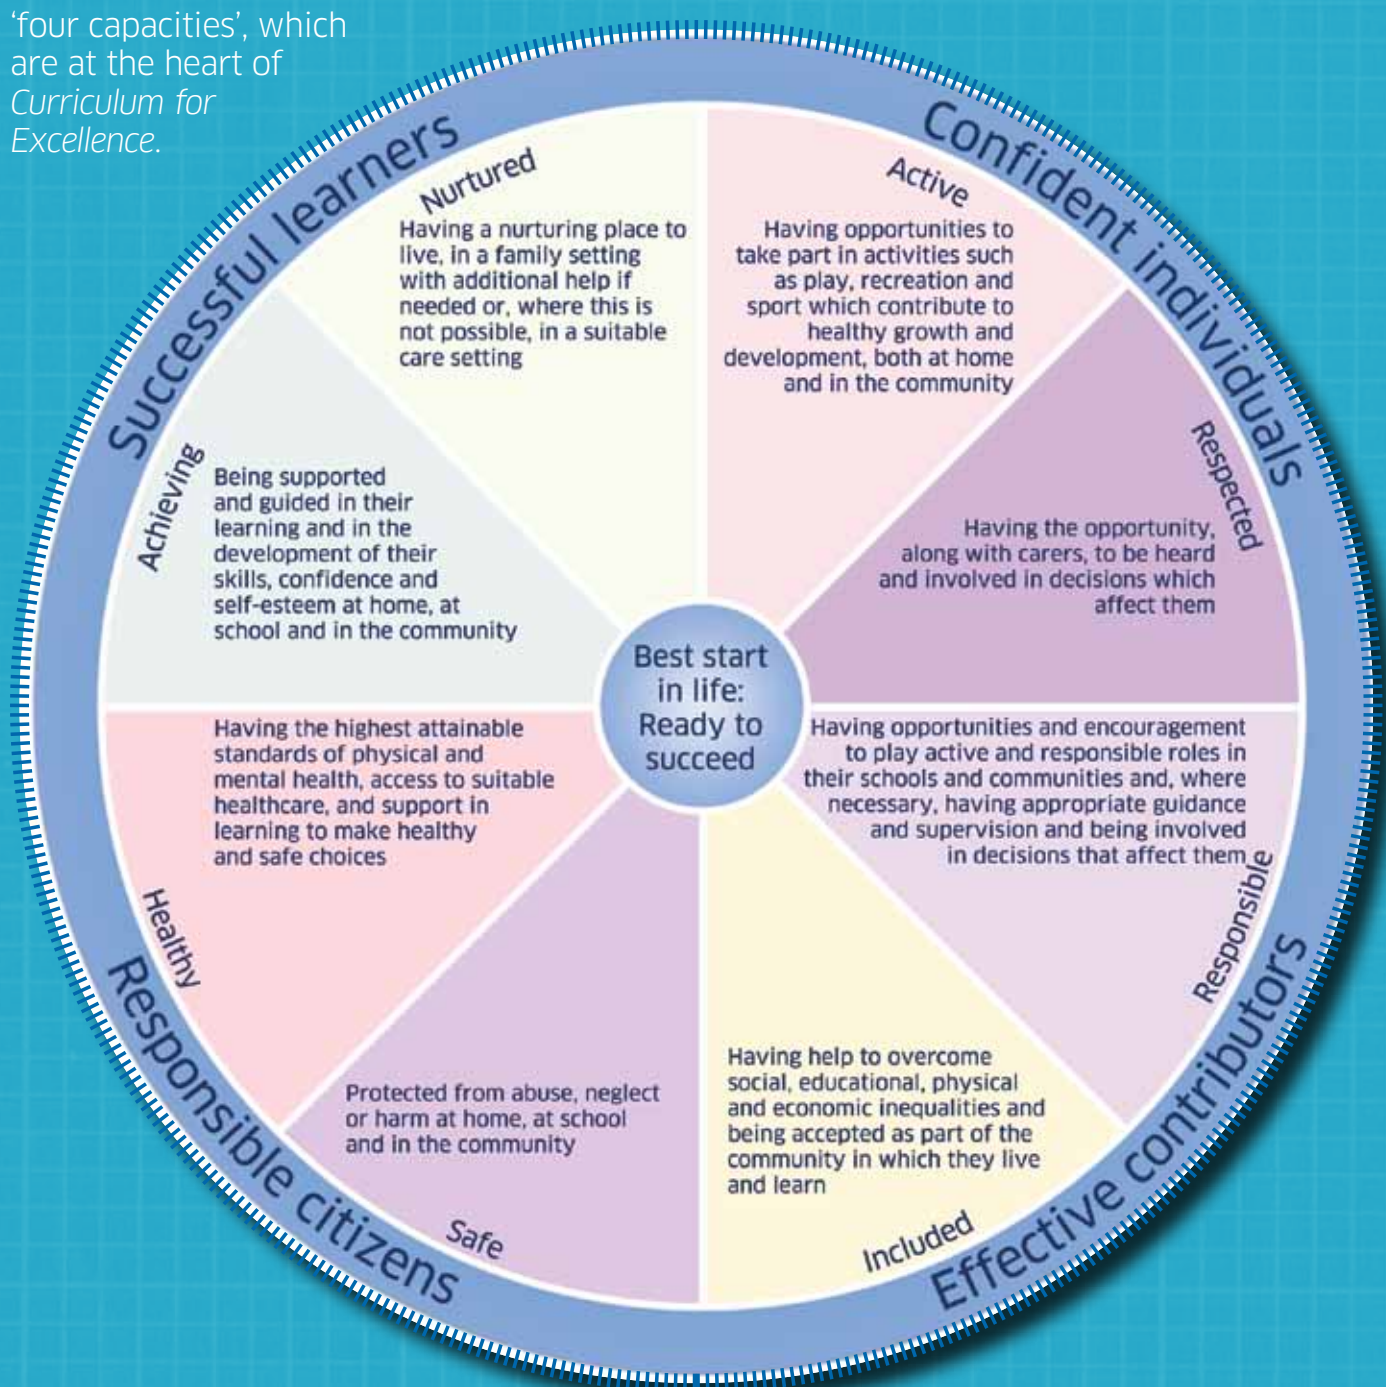 ‘four capacities’, which
are at the heart of
Curriculum for
Excellence.
Successful learners
Confident individuals
Nurtured
Having a nurturing place to
live, in a family setting
with additional help if
needed or, where this is
not possible, in a suitable
care setting
Active
Having opportunities to
take part in activities such
as play, recreation and
sport which contribute to
healthy growth and
development, both at home
and in the community
Respected
Having the opportunity,
along with carers, to be heard
and involved in decisions which
affect them
Achieving
Being supported
and guided in their
learning and in the
development of their
skills, confidence and
self-esteem at home, at
school and in the community
Best start
in life:
Ready to
succeed
Having the highest attainable
standards of physical and
mental health, access to suitable
healthcare, and support in
learning to make healthy
and safe choices
Healthy
Having opportunities and encouragement
to play active and responsible roles in
their schools and communities and, where
necessary, having appropriate guidance
and supervision and being involved
in decisions that affect them
Responsible
Protected from abuse, neglect
or harm at home, at school
and in the community
Safe
Having help to overcome
social, educational, physical
and economic inequalities and
being accepted as part of the
community in which they live
and learn
Included
Responsible citizens
Effective contributors